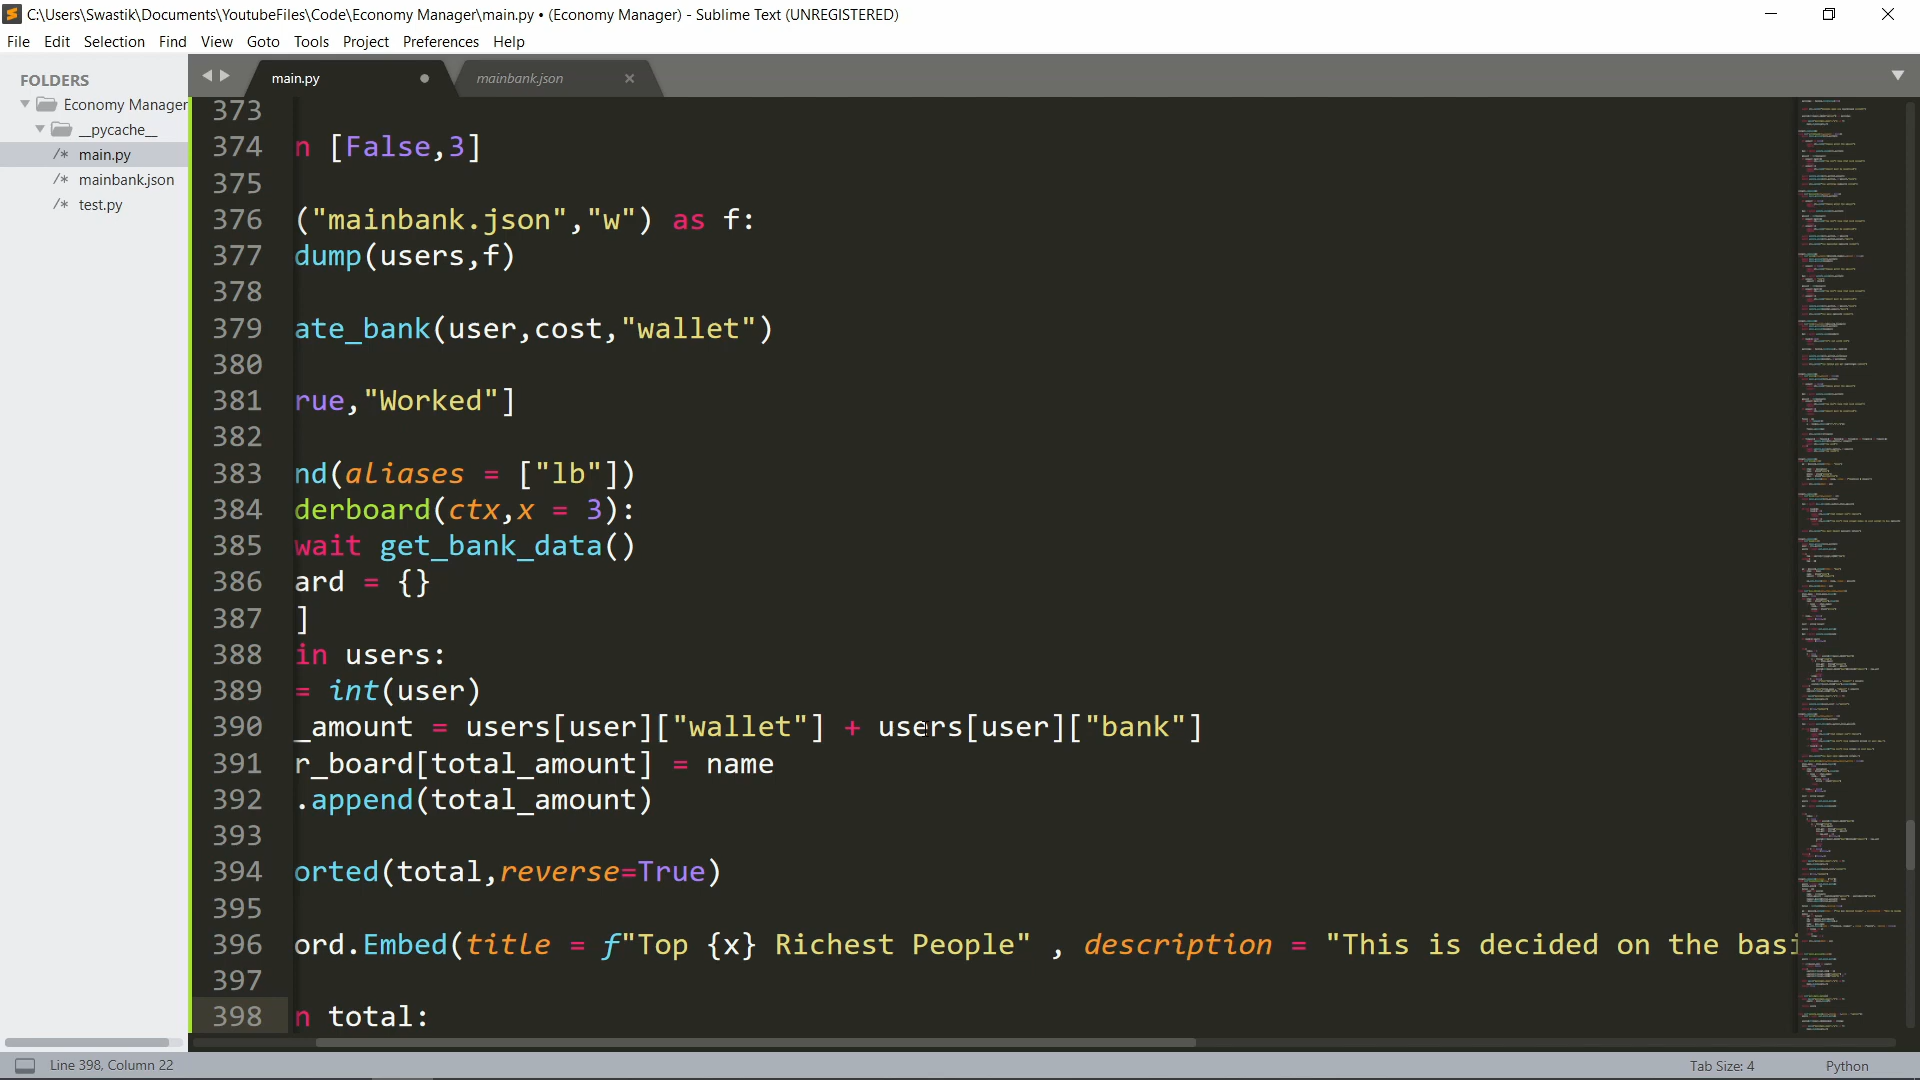 C:\Users\Swastik\Documents\YoutubeFiles\Code\Economy Manager\main.py • (Economy Manager) - Sublime Text (UNREGISTERED)
File Edit Selection Find View Goto Tools Project Preferences Help
FOLDERS
Economy Manager
__pycache__
/* main.py
/* mainbank.json
/* test.py
main.py
mainbank.json
373
374 n [False,3]
375
376 ("mainbank.json","w") as f:
377 dump(users,f)
378
379 ate_bank(user,cost,"wallet")
380
381 rue,"Worked"]
382
383 nd(aliases = ["lb"])
384 derboard(ctx,x = 3):
385 wait get_bank_data()
386 ard = {}
387 ]
388 in users:
389 = int(user)
390 _amount = users[user]["wallet"] + users[user]["bank"]
391 r_board[total_amount] = name
392 .append(total_amount)
393
394 orted(total,reverse=True)
395
396 ord.Embed(title = f"Top {x} Richest People" , description = "This is decided on the basi
397
398 n total:
Line 398, Column 22
Tab Size: 4
Python